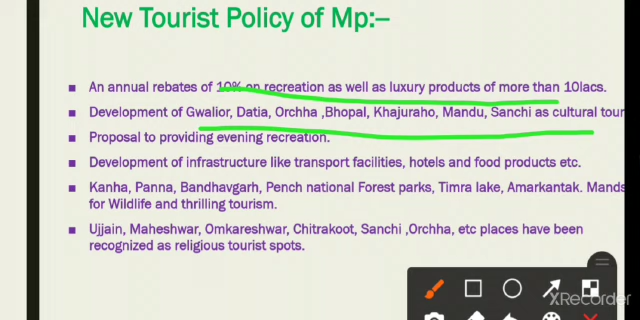 New Tourist Policy of Mp:–
An annual rebates of 10% on recreation as well as luxury products of more than 10lacs.
Development of Gwalior, Datia, Orchha ,Bhopal, Khajuraho, Mandu, Sanchi as cultural tour
Proposal to providing evening recreation.
Development of infrastructure like transport facilities, hotels and food products etc.
Kanha, Panna, Bandhavgarh, Pench national Forest parks, Timra lake, Amarkantak. Mands
for Wildlife and thrilling tourism.
Ujjain, Maheshwar, Omkareshwar, Chitrakoot, Sanchi ,Orchha, etc places have been
recognized as religious tourist spots.
XRecorder